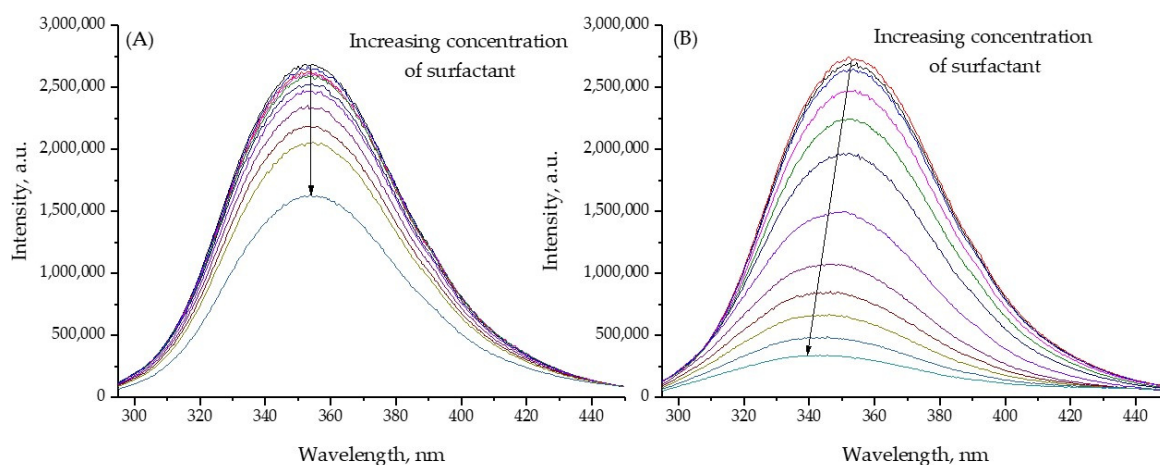 (A)
Increasing concentration
of surfactant
3,000,000
2,500,000
2,000,000
1,500,000
1,000,000
500,000
0
Intensity, a.u.
300 320 340 360 380 400 420 440
Wavelength, nm
(B)
Increasing concentration
of surfactant
3,000,000
2,500,000
2,000,000
1,500,000
1,000,000
500,000
0
Intensity, a.u.
300 320 340 360 380 400 420 440
Wavelength, nm